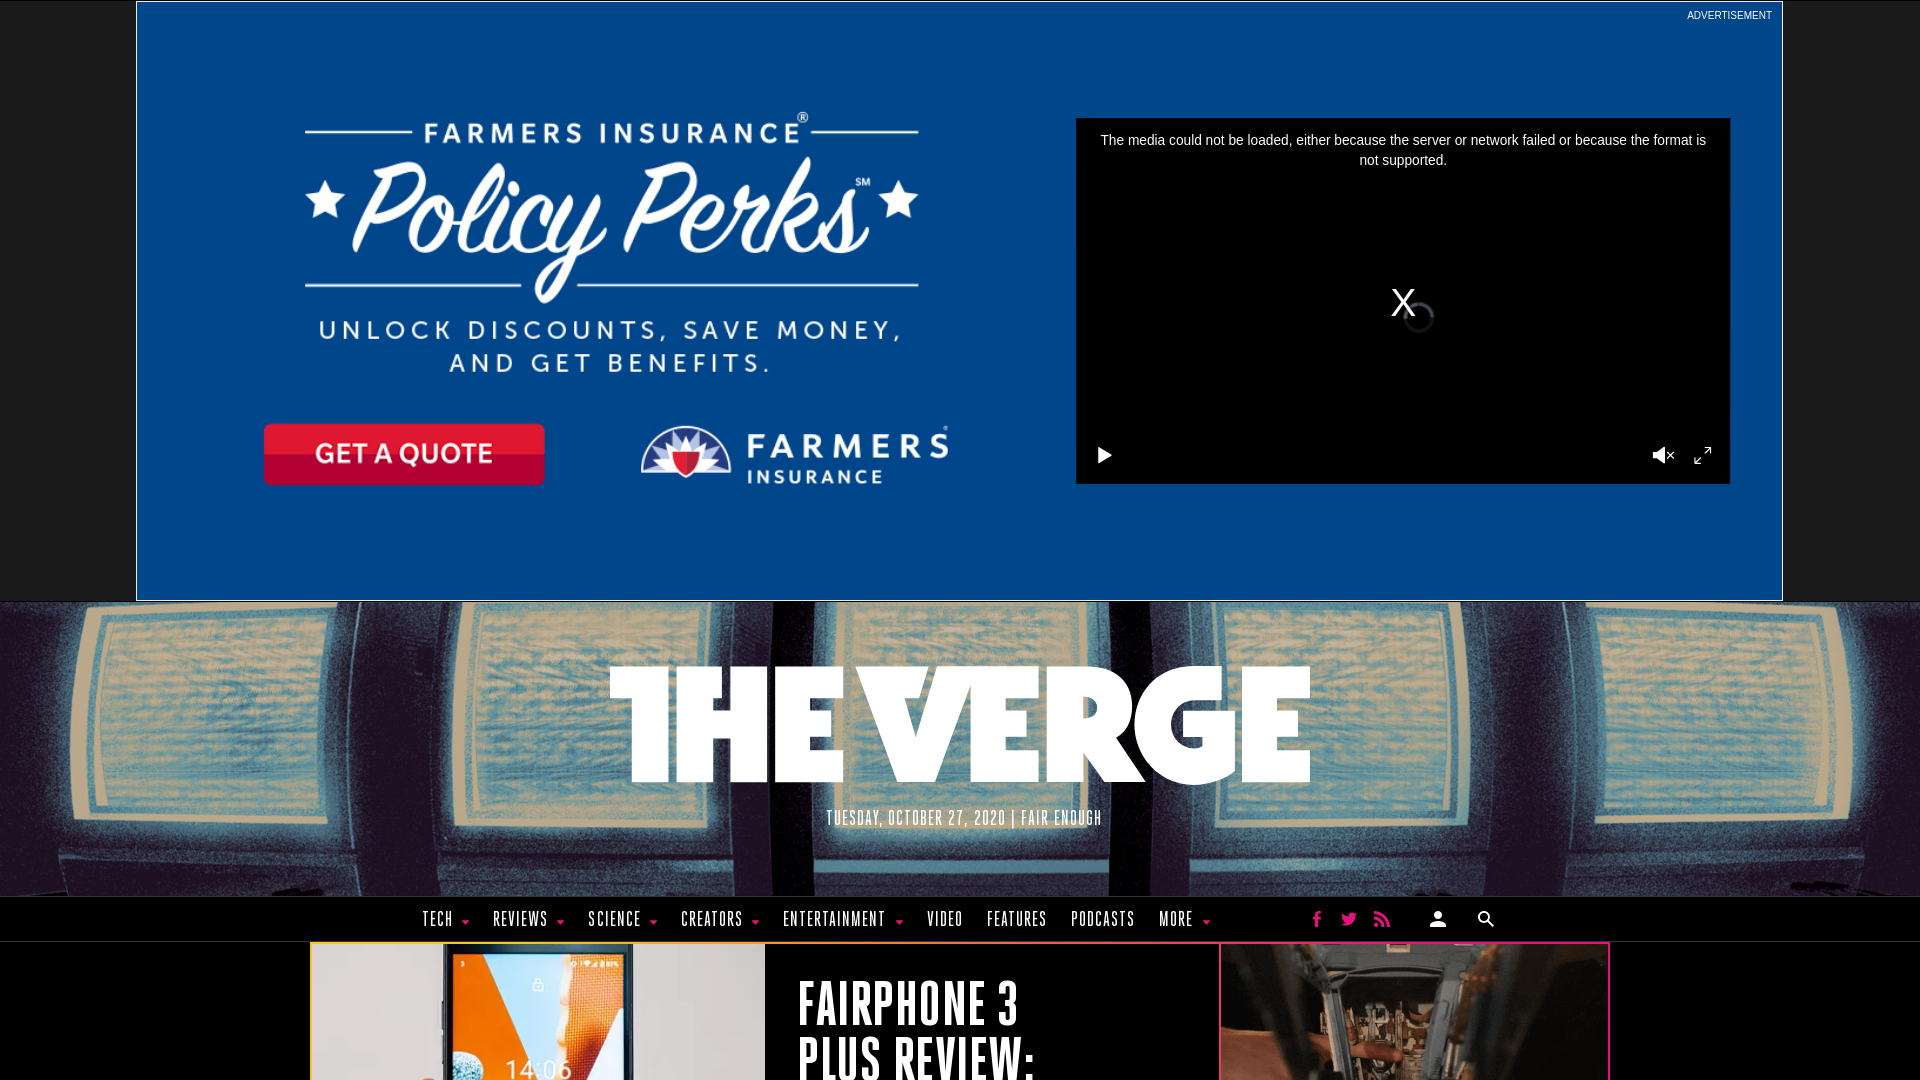 ADVERTISEMENT
FARMERS INSURANCE®
Policy Perks℠
UNLOCK DISCOUNTS, SAVE MONEY,
AND GET BENEFITS.
GET A QUOTE
FARMERS®
INSURANCE
The media could not be loaded, either because the server or network failed or because the format is
not supported.
X
THE VERGE
TUESDAY, OCTOBER 27, 2020 | FAIR ENOUGH
TECH REVIEWS SCIENCE CREATORS ENTERTAINMENT VIDEO FEATURES PODCASTS MORE
14:06
FAIRPHONE 3
PLUS REVIEW: